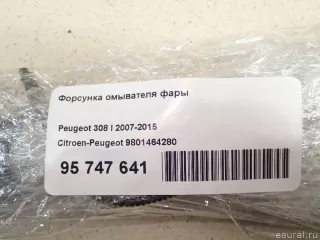 Форсунка омывателя фары
Peugeot 308 I 2007-2015
Citroen-Peugeot 9801464280
95 747 641
eaural.ru